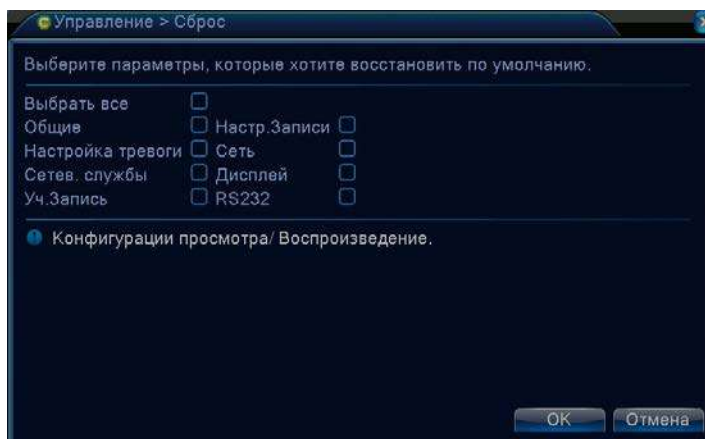 Управление > Сброс
Выберите параметры, которые хотите восстановить по умолчанию.
Выбрать все
Общие Настр.Записи
Настройка тревоги Сеть
Сетев. службы Дисплей
Уч.Запись RS232
Конфигурации просмотра/ Воспроизведение.
OK Отмена